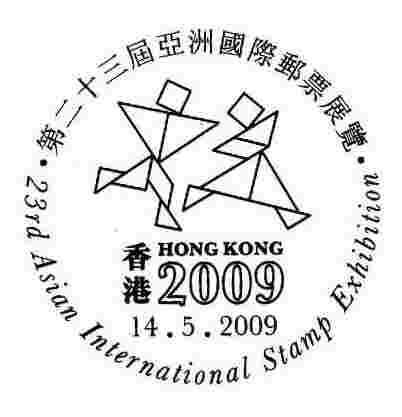 ·第二十三屆亞洲國際郵票展覽·
香港
HONG KONG
2009
14.5.2009
23rd Asian International Stamp Exhibition